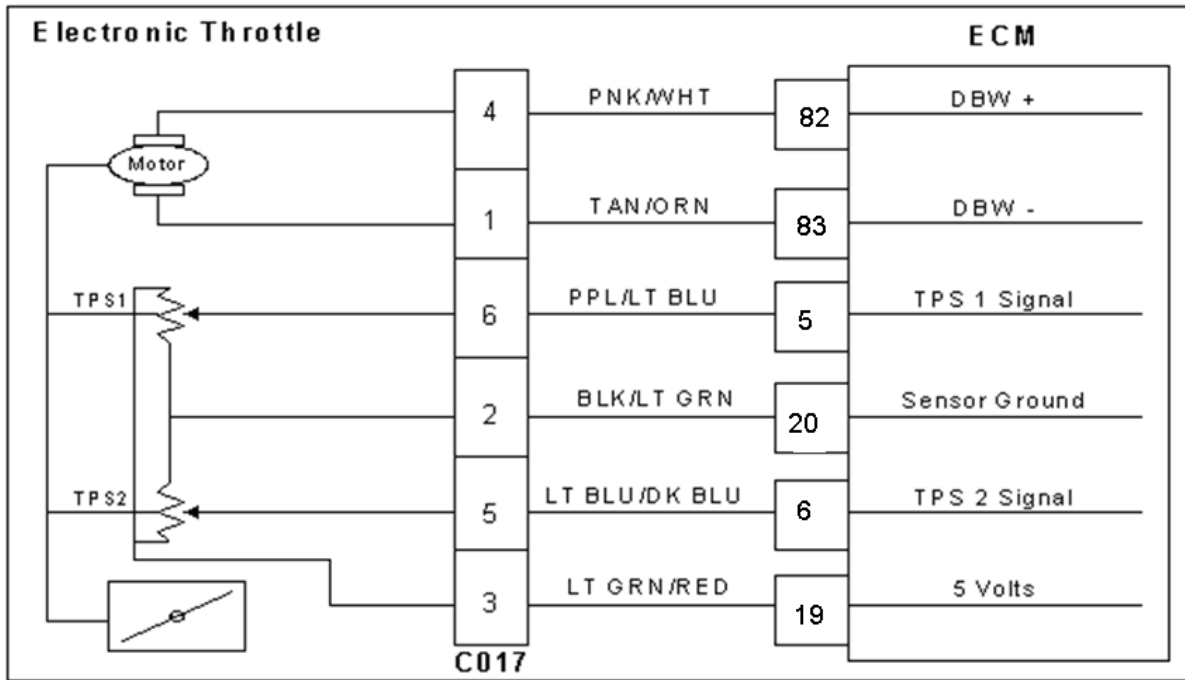 Electronic Throttle
ECM
4
PNK/WHT
82
DBW +
Motor
1
TAN/ORN
83
DBW -
TPS1
6
PPL/LT BLU
5
TPS 1 Signal
2
BLK/LT GRN
20
Sensor Ground
TPS2
5
LT BLU/DK BLU
6
TPS 2 Signal
3
LT GRN/RED
19
5 Volts
C017